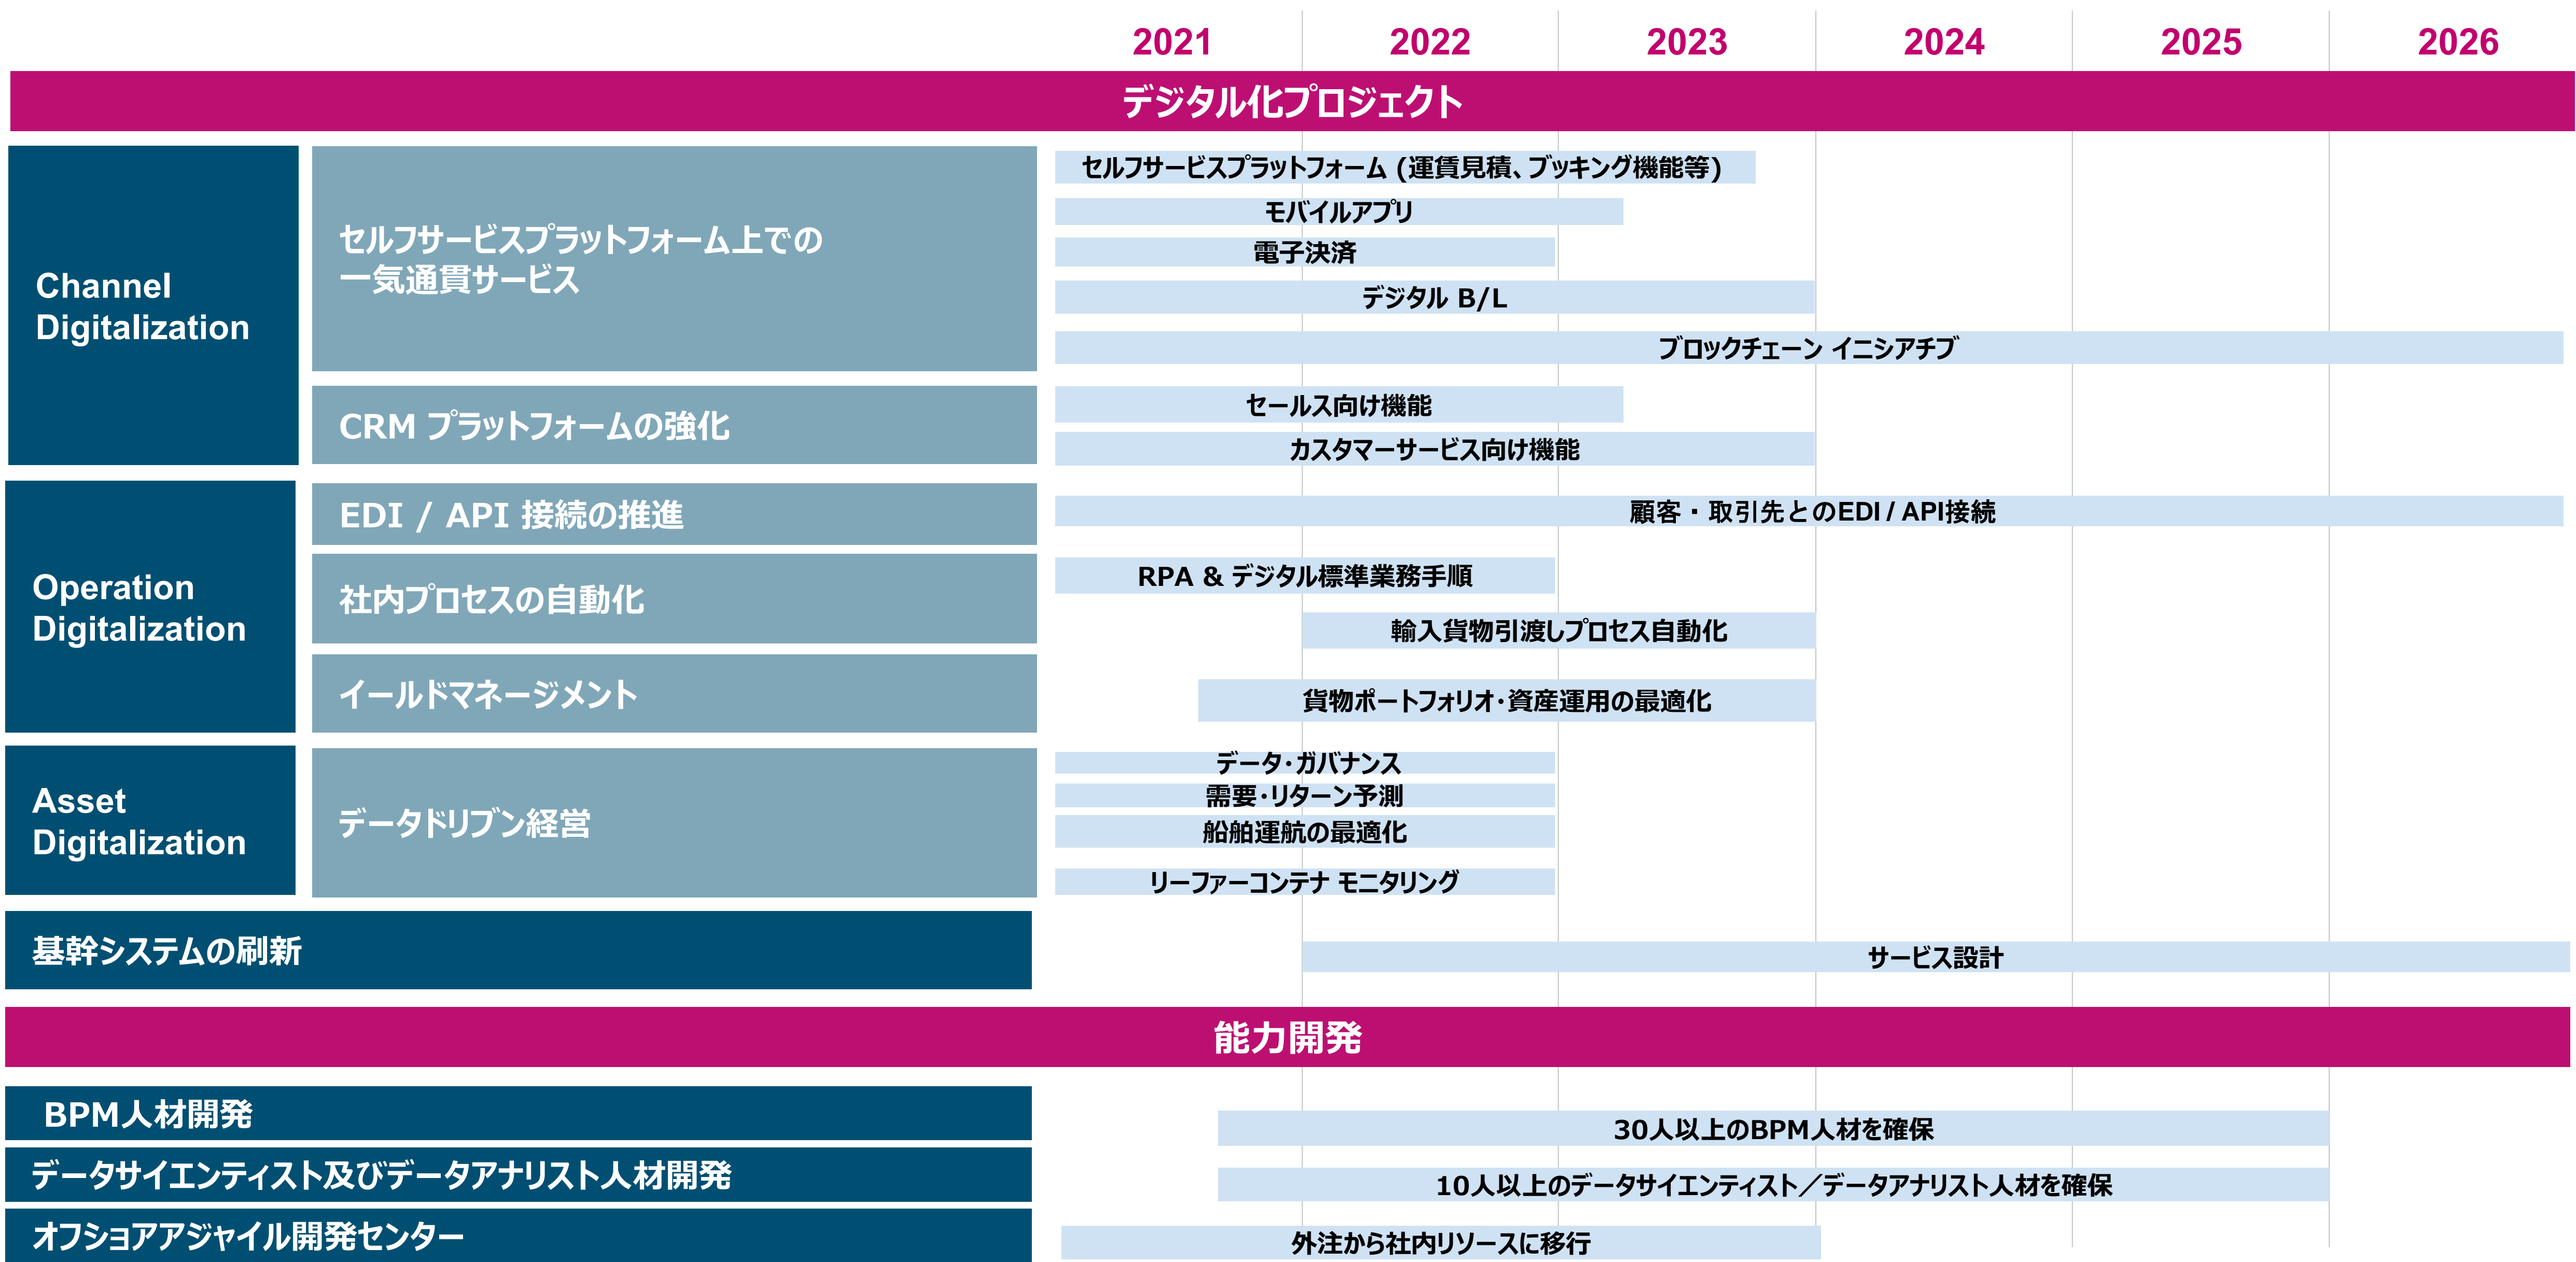 2021 2022 2023 2024 2025 2026
デジタル化プロジェクト
Channel
Digitalization
セルフサービスプラットフォーム上での
一気通貫サービス
セルフサービスプラットフォーム (運賃見積、ブッキング機能等)
モバイルアプリ
電子決済
デジタル B/L
ブロックチェーン イニシアチブ
CRM プラットフォームの強化
セールス向け機能
カスタマーサービス向け機能
Operation
Digitalization
EDI / API 接続の推進
顧客・取引先とのEDI / API接続
社内プロセスの自動化
RPA & デジタル標準業務手順
輸入貨物引渡しプロセス自動化
イールドマネージメント
貨物ポートフォリオ・資産運用の最適化
Asset
Digitalization
データドリブン経営
データ・ガバナンス
需要・リターン予測
船舶運航の最適化
リーファーコンテナ モニタリング
基幹システムの刷新
サービス設計
能力開発
BPM人材開発
30人以上のBPM人材を確保
データサイエンティスト及びデータアナリスト人材開発
10人以上のデータサイエンティスト／データアナリスト人材を確保
オフショアアジャイル開発センター
外注から社内リソースに移行